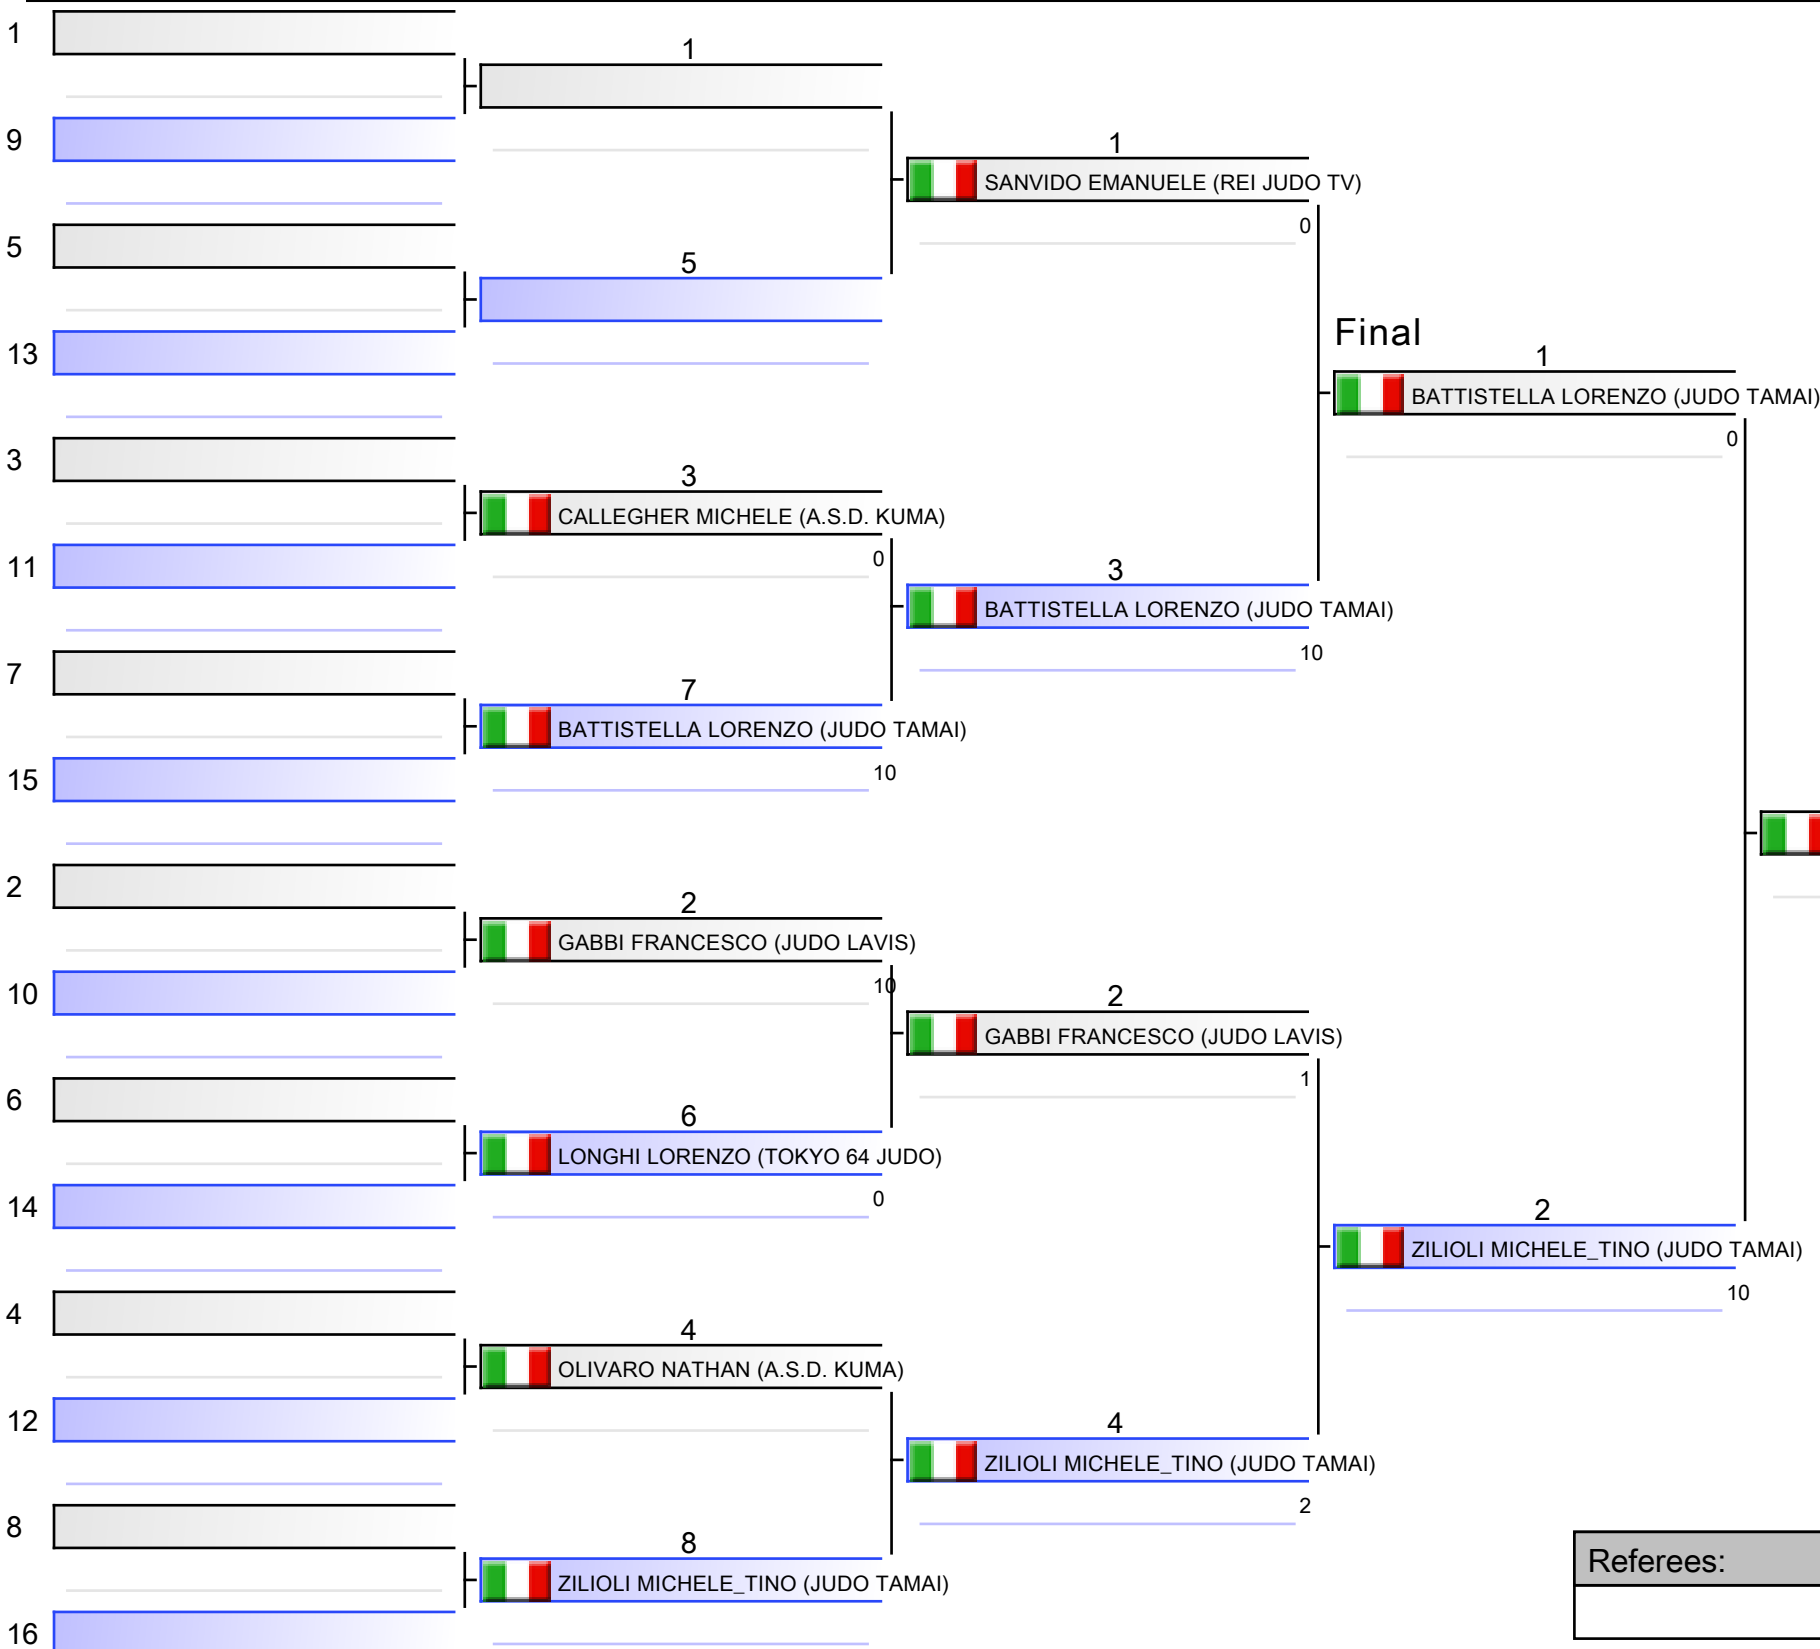 1
1
9
1
SANVIDO EMANUELE (REI JUDO TV)
0
5
5
13
Final
1
BATTISTELLA LORENZO (JUDO TAMAI)
0
3
3
CALLEGHER MICHELE (A.S.D. KUMA)
0
11
3
BATTISTELLA LORENZO (JUDO TAMAI)
10
7
7
BATTISTELLA LORENZO (JUDO TAMAI)
10
15
2
2
GABBI FRANCESCO (JUDO LAVIS)
10
10
2
GABBI FRANCESCO (JUDO LAVIS)
1
6
6
LONGHI LORENZO (TOKYO 64 JUDO)
0
14
2
ZILIOLI MICHELE_TINO (JUDO TAMAI)
10
4
4
OLIVARO NATHAN (A.S.D. KUMA)
12
4
ZILIOLI MICHELE_TINO (JUDO TAMAI)
2
8
8
ZILIOLI MICHELE_TINO (JUDO TAMAI)
16
Referees: